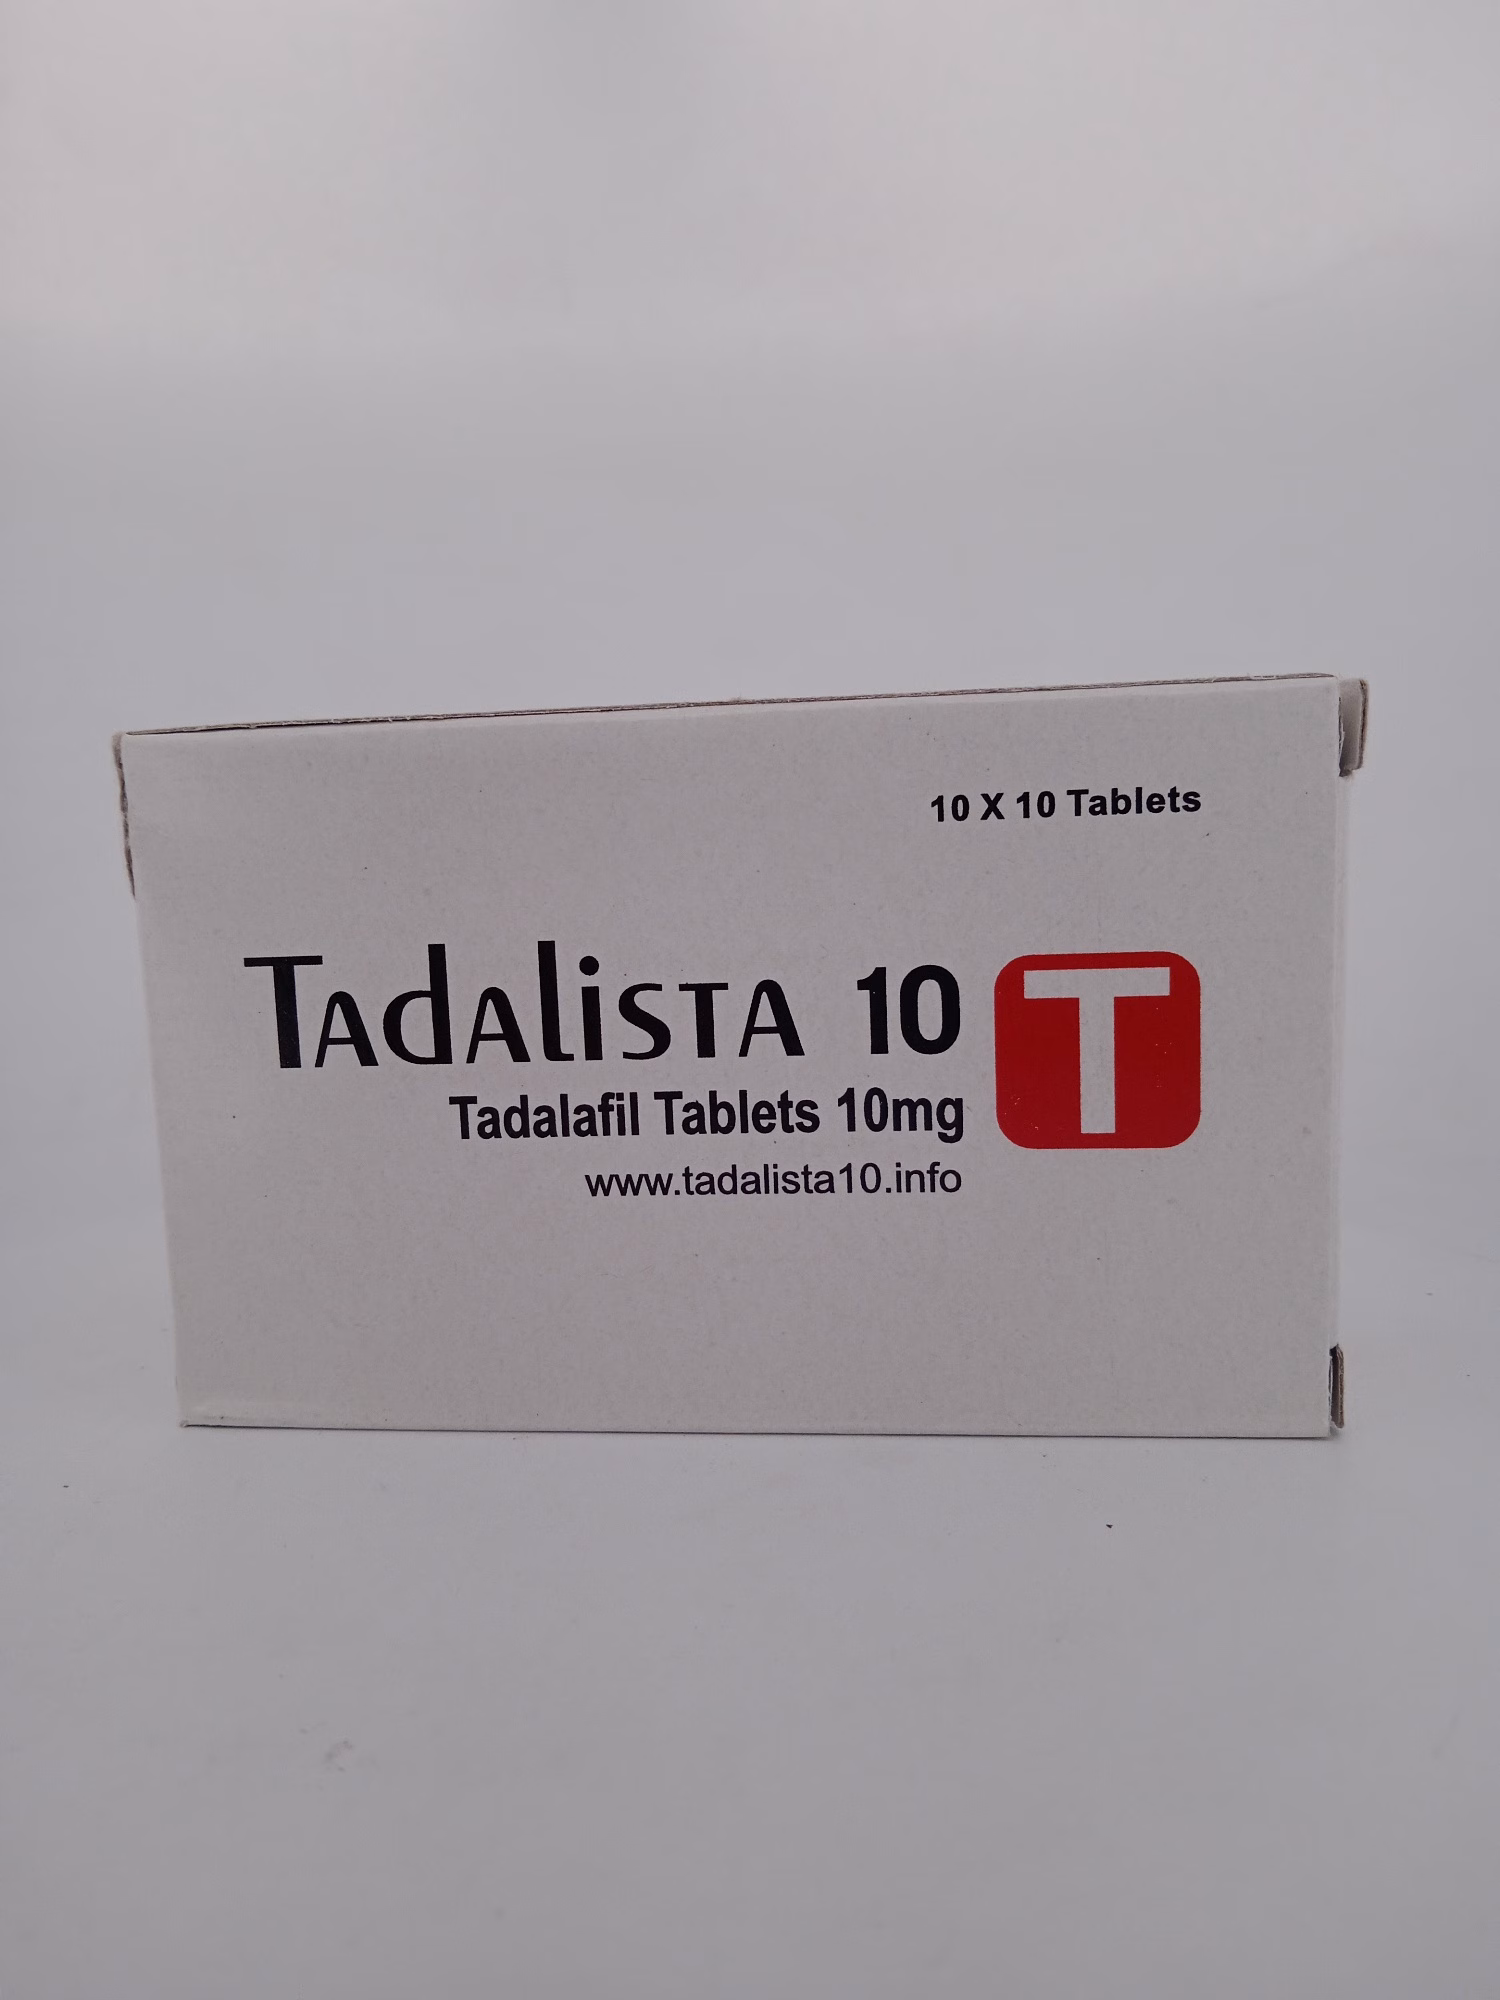 10 X 10 Tablets
Tadalista 10
T
Tadalafil Tablets 10mg
www.tadalista10.info